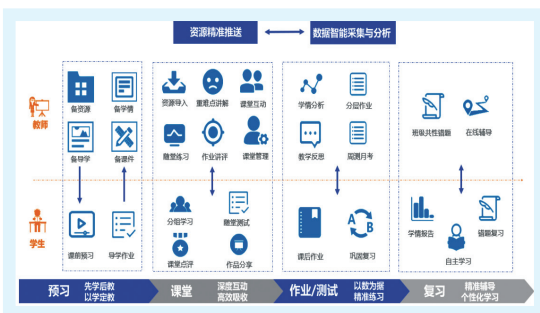 资源精准推送
数据智能采集与分析
教师
备资源
备学情
备导学
备课件
资源导入
重难点讲解
课堂互动
随堂练习
作业讲评
课堂管理
学情分析
分层作业
教学反思
周测月考
班级共性错题
在线辅导
学生
课前预习
导学作业
分组学习
随堂测试
课堂点评
作品分享
课后作业
A
B
巩固复习
学情报告
错题复习
自主学习
预习
先学后教
以学定教
课堂
深度互动
高效吸收
作业/测试
以数为据
精准练习
复习
精准辅导
个性化学习